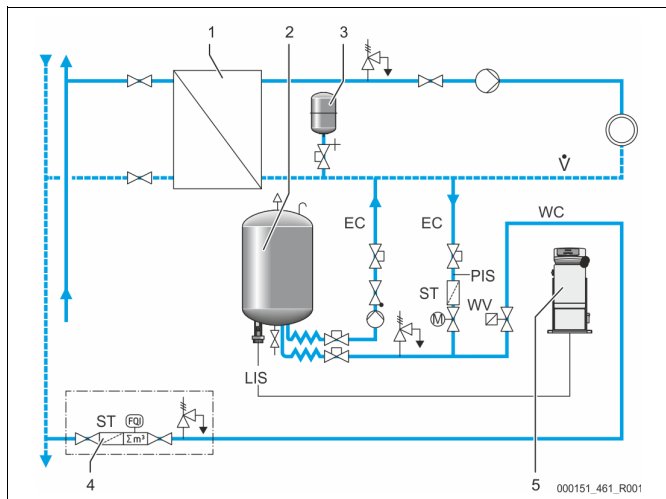 1
2
3
V̇
EC
EC
WC
PIS
ST
WV
M
LIS
ST
FQI
Σm³
4
5
000151_461_R001